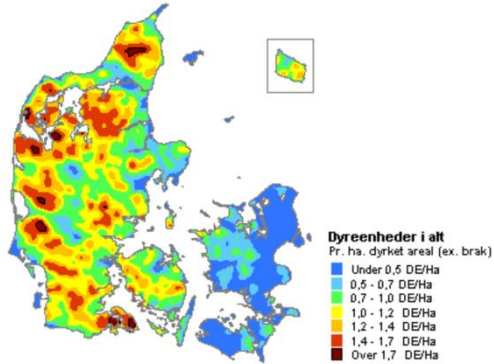 Dyreenheder i alt
Pr. ha. dyrket areal (ex. brak)
Under 0,5 DE/Ha
0,5 - 0,7 DE/Ha
0,7 - 1,0 DE/Ha
1,0 - 1,2 DE/Ha
1,2 - 1,4 DE/Ha
1,4 - 1,7 DE/Ha
Over 1,7 DE/Ha